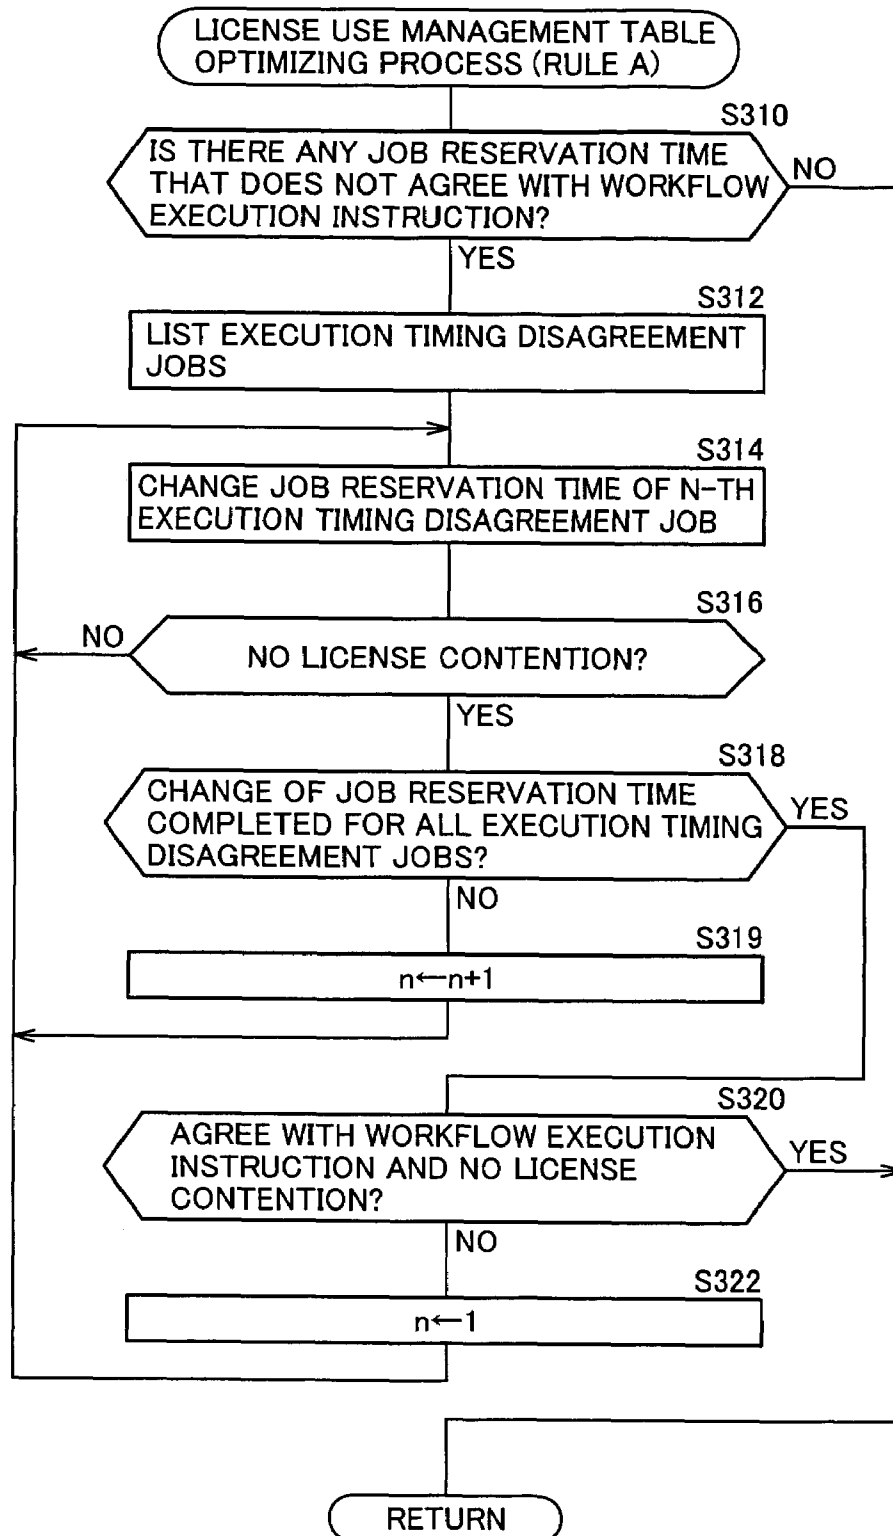 LICENSE USE MANAGEMENT TABLE
OPTIMIZING PROCESS (RULE A)
S310
IS THERE ANY JOB RESERVATION TIME
THAT DOES NOT AGREE WITH WORKFLOW
EXECUTION INSTRUCTION?
NO
YES
S312
LIST EXECUTION TIMING DISAGREEMENT
JOBS
S314
CHANGE JOB RESERVATION TIME OF N-TH
EXECUTION TIMING DISAGREEMENT JOB
S316
NO
NO LICENSE CONTENTION?
YES
S318
CHANGE OF JOB RESERVATION TIME
COMPLETED FOR ALL EXECUTION TIMING
DISAGREEMENT JOBS?
YES
NO
S319
n←n+1
S320
AGREE WITH WORKFLOW EXECUTION
INSTRUCTION AND NO LICENSE
CONTENTION?
YES
NO
S322
n←1
RETURN